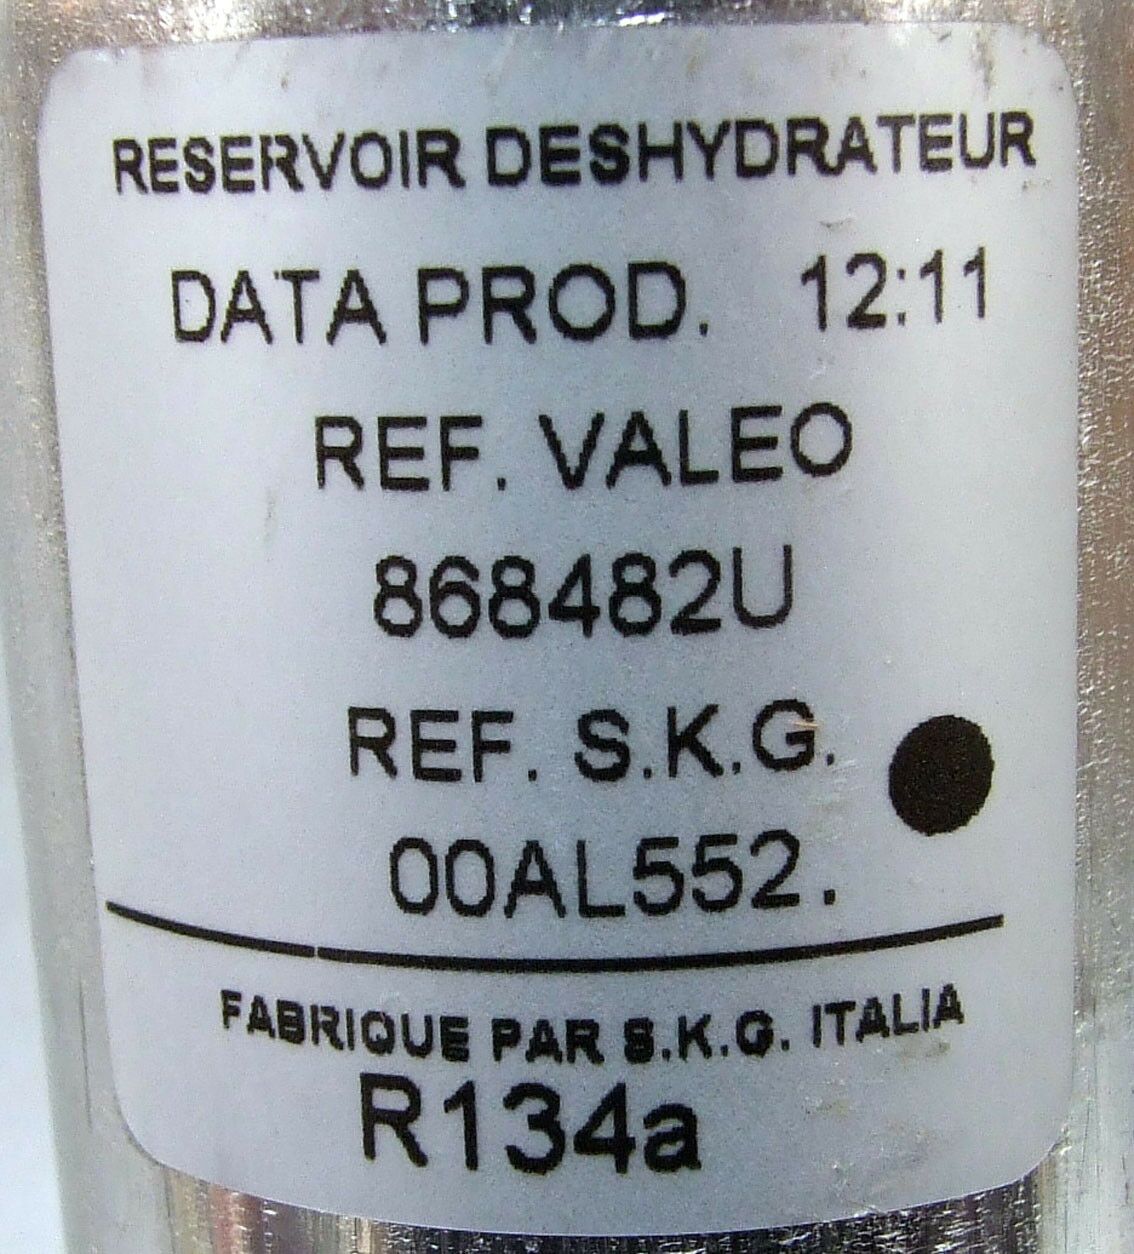 RESERVOIR DESHYDRATEUR
DATA PROD. 12:11
REF. VALEO
868482U
REF. S.K.G.
00AL552.
FABRIQUE PAR S.K.G. ITALIA
R134a